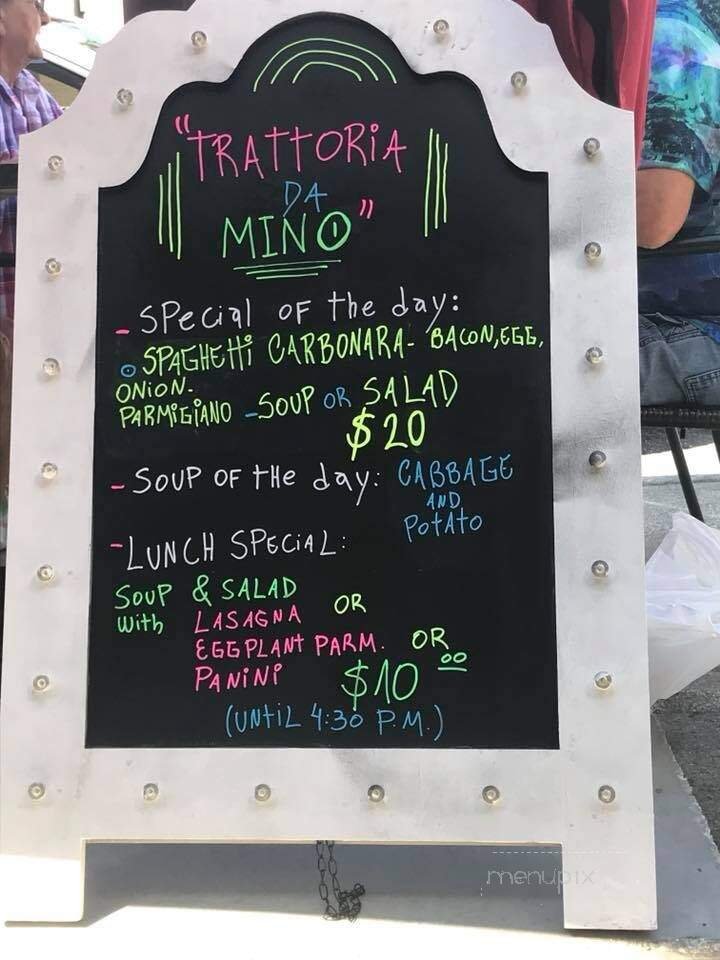 "TRATTORIA
DA
MINO"
- SPecial OF the day:
SPAGHETTi CARBONARA- BACON, EGG,
ONiON-
PARMiGiANO - SOUP OR SALAD
$20
- SOUP OF tHe day: CABBAGE
AND
PotAto
- LUNCH SPECiAL:
SOUP & SALAD
With LASAGNA OR
EGGPLANT PARM. OR
PANiNi $10 00
(UNtiL 4:30 P.M.)
menupix